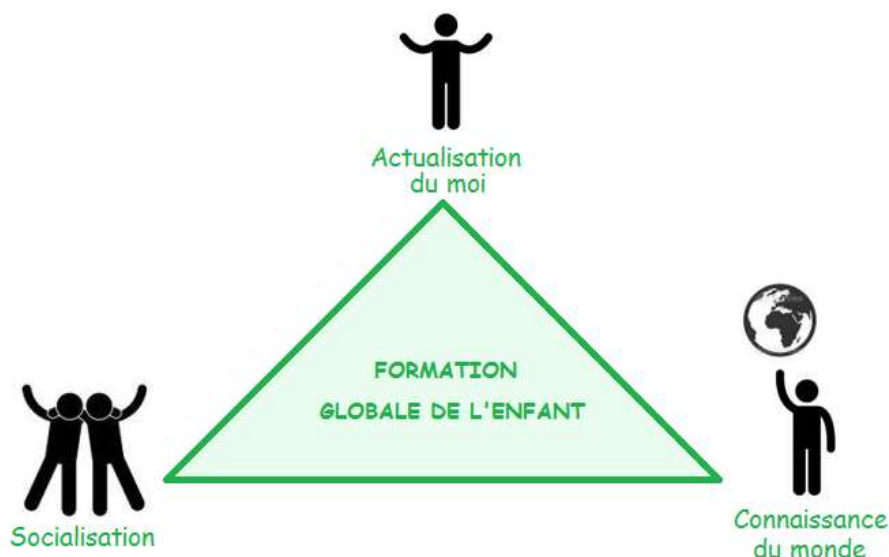 Actualisation
du moi
FORMATION
GLOBALE DE L'ENFANT
Socialisation
Connaissance
du monde